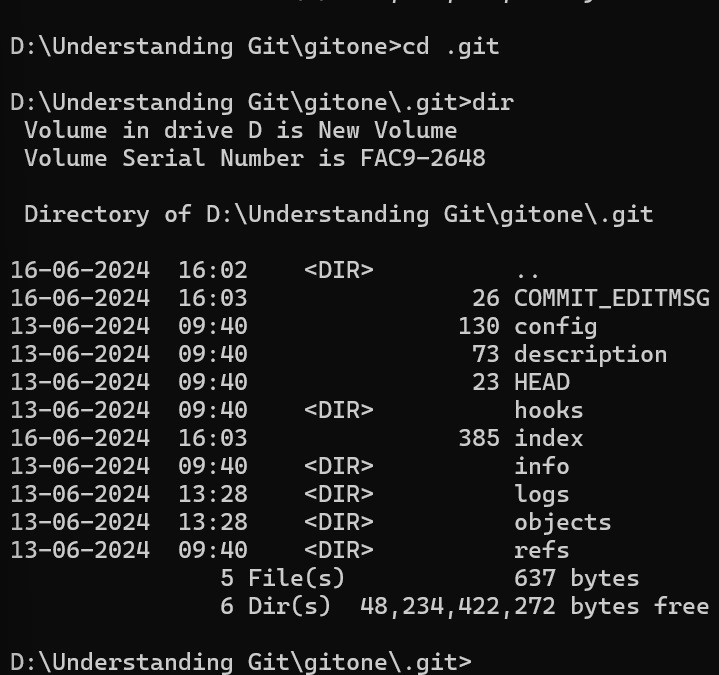 D:\Understanding Git\gitone>cd .git
D:\Understanding Git\gitone\.git>dir
 Volume in drive D is New Volume
 Volume Serial Number is FAC9-2648
 Directory of D:\Understanding Git\gitone\.git
16-06-2024  16:02    <DIR>          ..
16-06-2024  16:03                26 COMMIT_EDITMSG
13-06-2024  09:40               130 config
13-06-2024  09:40                73 description
13-06-2024  09:40                23 HEAD
13-06-2024  09:40    <DIR>          hooks
16-06-2024  16:03               385 index
13-06-2024  09:40    <DIR>          info
13-06-2024  13:28    <DIR>          logs
13-06-2024  13:28    <DIR>          objects
13-06-2024  09:40    <DIR>          refs
               5 File(s)            637 bytes
               6 Dir(s)  48,234,422,272 bytes free
D:\Understanding Git\gitone\.git>